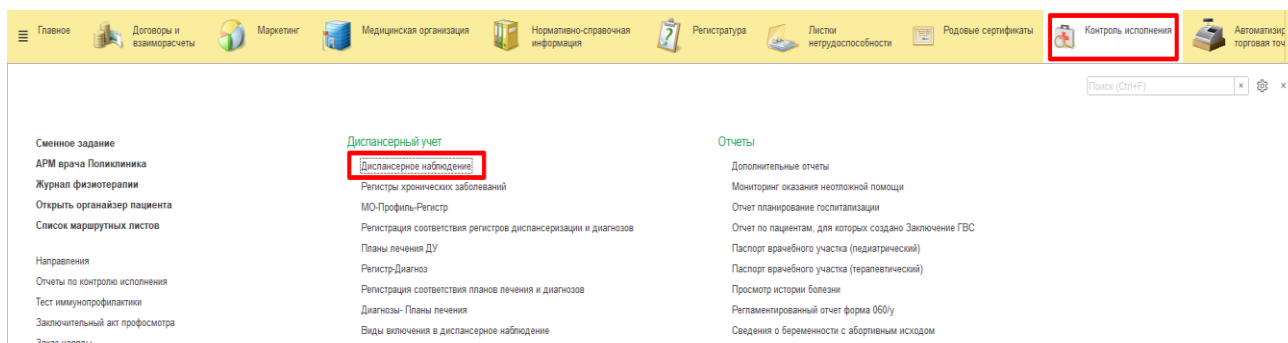 Главное
Договоры и
взаиморасчеты
Маркетинг
Медицинская организация
Нормативно-справочная
информация
Регистратура
Листки
нетрудоспособности
Родовые сертификаты
Контроль исполнения
Автоматизир
торговая точ
Поиск (Ctrl+F)
Сменное задание
АРМ врача Поликлиника
Журнал физиотерапии
Открыть органайзер пациента
Список маршрутных листов
Направления
Отчеты по контролю исполнения
Тест иммунопрофилактики
Заключительный акт профосмотра
Диспансерный учет
Диспансерное наблюдение
Регистры хронических заболеваний
МО-Профиль-Регистр
Регистрация соответствия регистров диспансеризации и диагнозов
Планы лечения ДУ
Регистр-Диагноз
Регистрация соответствия планов лечения и диагнозов
Диагнозы- Планы лечения
Виды включения в диспансерное наблюдение
Отчеты
Дополнительные отчеты
Мониторинг оказания неотложной помощи
Отчет планирование госпитализации
Отчет по пациентам, для которых создано Заключение ГВС
Паспорт врачебного участка (педиатрический)
Паспорт врачебного участка (терапевтический)
Просмотр истории болезни
Регламентированный отчет форма 060/у
Сведения о беременности с абортивным исходом